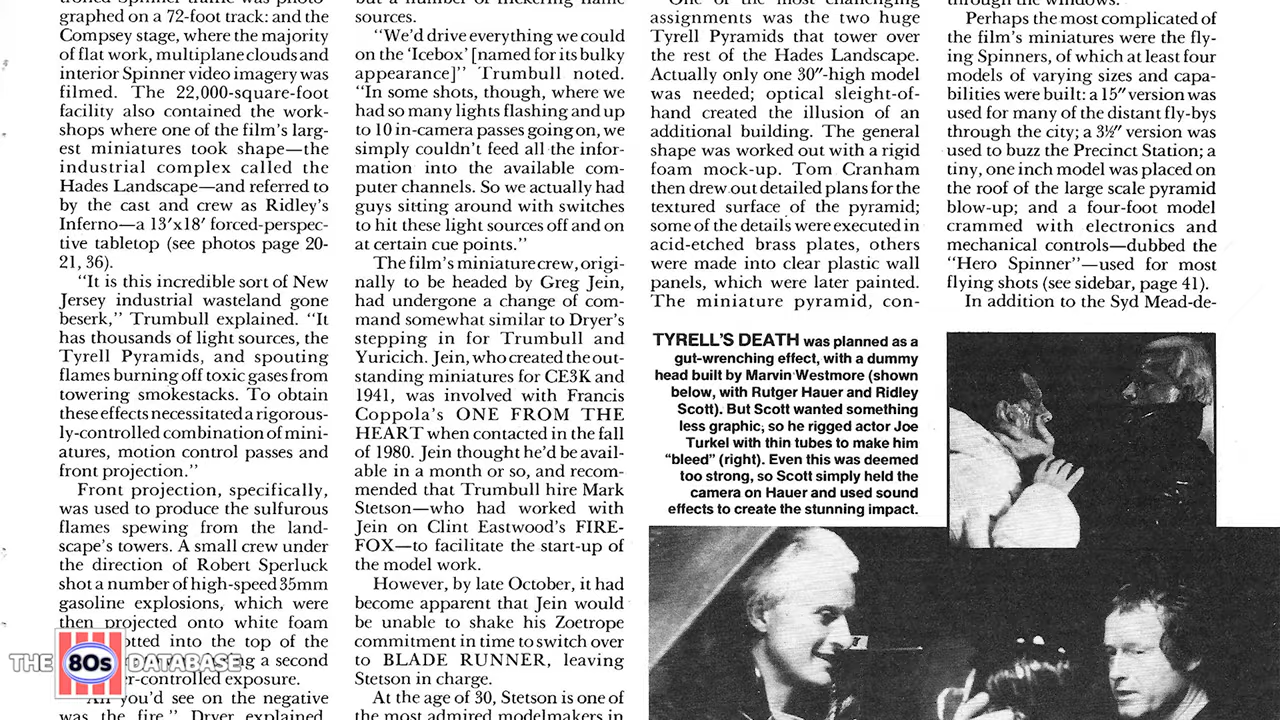 graphed on a 72-foot track: and the
Compsey stage, where the majority
of flat work, multiplane clouds and
interior Spinner video imagery was
filmed. The 22,000-square-foot
facility also contained the work-
shops where one of the film's larg-
est miniatures took shape—the
industrial complex called the
Hades Landscape—and referred to
by the cast and crew as Ridley's
Inferno—a 13′x18′ forced-perspec-
tive tabletop (see photos page 20-
21, 36).
"It is this incredible sort of New
Jersey industrial wasteland gone
beserk," Trumbull explained. "It
has thousands of light sources, the
Tyrell Pyramids, and spouting
flames burning off toxic gases from
towering smokestacks. To obtain
these effects necessitated a rigorous-
ly-controlled combination of mini-
atures, motion control passes and
front projection."
Front projection, specifically,
was used to produce the sulfurous
flames spewing from the land-
scape's towers. A small crew under
the direction of Robert Sperluck
shot a number of high-speed 35mm
gasoline explosions, which were
then projected onto white foam
into the top of the
a second
-controlled exposure.
you'd see on the negative
was the fire," Dryer explained.
sources.
"We'd drive everything we could
on the 'Icebox' [named for its bulky
appearance]" Trumbull noted.
"In some shots, though, where we
had so many lights flashing and up
to 10 in-camera passes going on, we
simply couldn't feed all the infor-
mation into the available com-
puter channels. So we actually had
guys sitting around with switches
to hit these light sources off and on
at certain cue points."
The film's miniature crew, origi-
nally to be headed by Greg Jein,
had undergone a change of com-
mand somewhat similar to Dryer's
stepping in for Trumbull and
Yuricich. Jein, who created the out-
standing miniatures for CE3K and
1941, was involved with Francis
Coppola's ONE FROM THE
HEART when contacted in the fall
of 1980. Jein thought he'd be avail-
able in a month or so, and recom-
mended that Trumbull hire Mark
Stetson—who had worked with
Jein on Clint Eastwood's FIRE-
FOX—to facilitate the start-up of
the model work.
However, by late October, it had
become apparent that Jein would
be unable to shake his Zoetrope
commitment in time to switch over
to BLADE RUNNER, leaving
Stetson in charge.
At the age of 30, Stetson is one of
the most admired modelmakers in
assignments was the two huge
Tyrell Pyramids that tower over
the rest of the Hades Landscape.
Actually only one 30″-high model
was needed; optical sleight-of-
hand created the illusion of an
additional building. The general
shape was worked out with a rigid
foam mock-up. Tom Cranham
then drew out detailed plans for the
textured surface of the pyramid;
some of the details were executed in
acid-etched brass plates, others
were made into clear plastic wall
panels, which were later painted.
The miniature pyramid, con-
through the windows.
Perhaps the most complicated of
the film's miniatures were the fly-
ing Spinners, of which at least four
models of varying sizes and capa-
bilities were built: a 15″ version was
used for many of the distant fly-bys
through the city; a 3½″ version was
used to buzz the Precinct Station; a
tiny, one inch model was placed on
the roof of the large scale pyramid
blow-up; and a four-foot model
crammed with electronics and
mechanical controls—dubbed the
"Hero Spinner"—used for most
flying shots (see sidebar, page 41).
In addition to the Syd Mead-de-
TYRELL'S DEATH was planned as a
gut-wrenching effect, with a dummy
head built by Marvin Westmore (shown
below, with Rutger Hauer and Ridley
Scott). But Scott wanted something
less graphic, so he rigged actor Joe
Turkel with thin tubes to make him
"bleed" (right). Even this was deemed
too strong, so Scott simply held the
camera on Hauer and used sound
effects to create the stunning impact.
THE 80s DATABASE